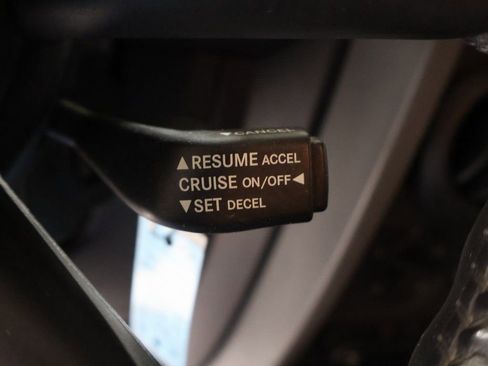 ▼CANCEL
▲RESUME ACCEL
CRUISE ON/OFF◀
▼SET DECEL